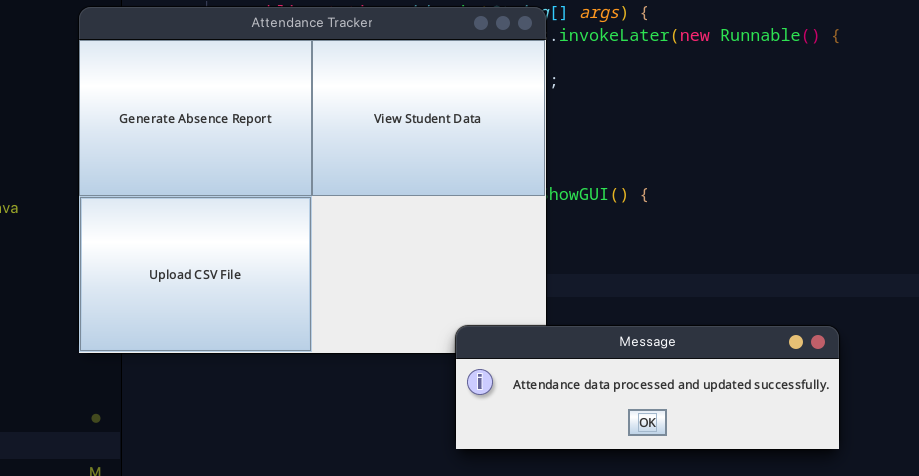 Attendance Tracker
[] args) {
.invokeLater(new Runnable() {
;
Generate Absence Report
View Student Data
howGUI() {
ava
Upload CSV File
Message
i
Attendance data processed and updated successfully.
OK
M